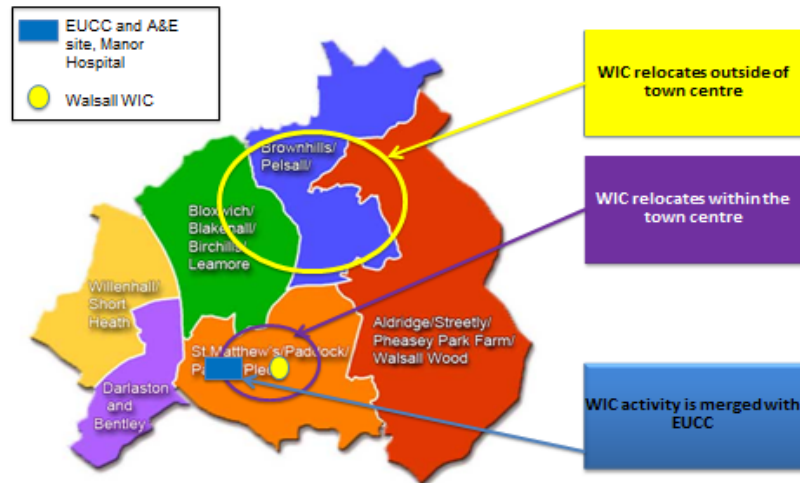 EUCC and A&E
site, Manor
Hospital
Walsall WIC
WIC relocates outside of
town centre
Brownhills/
Pelsall/
WIC relocates within the
town centre
Bloxwich/
Blakenall/
Birchills/
Leamore
Willenhall/
Short
Heath
Aldridge/Streetly/
Pheasey Park Farm/
Walsall Wood
St Matthew's/Paddock/
Darlaston
and
Bentley
WIC activity is merged with
EUCC